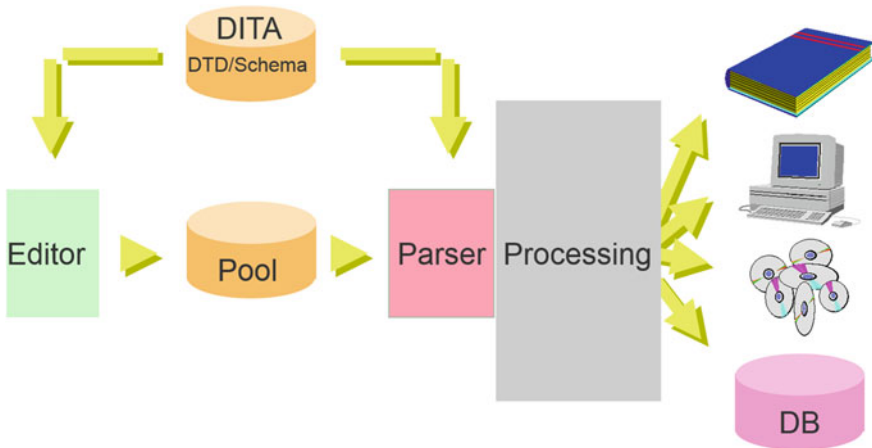 DITA
DTD/Schema
Editor
Pool
Parser
Processing
DB